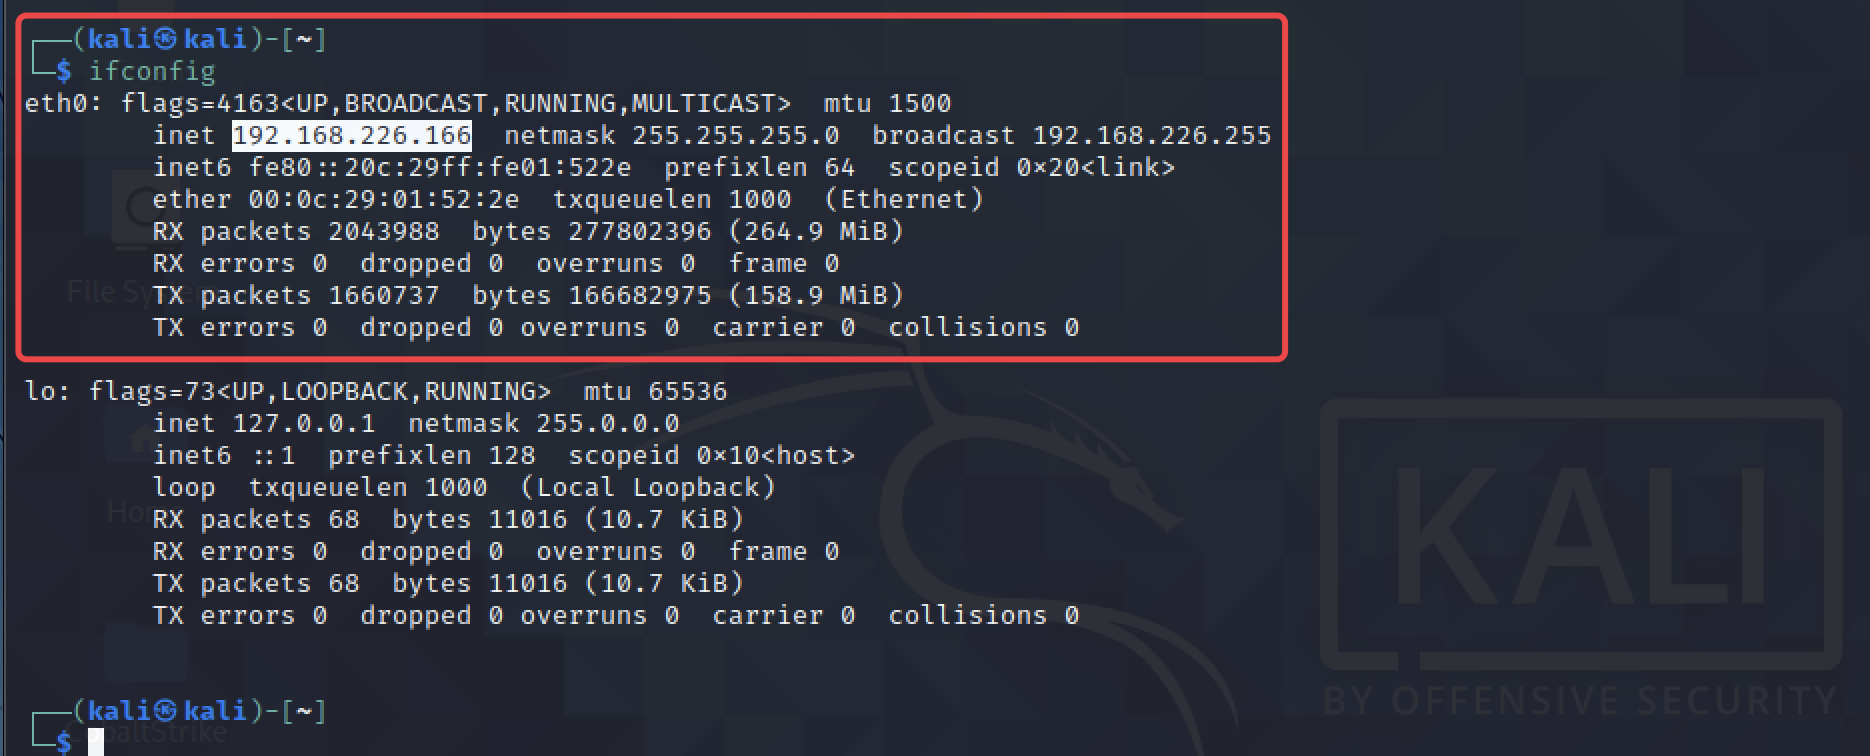 ┌──(kali㉿kali)-[~]
└─$ ifconfig
eth0: flags=4163<UP,BROADCAST,RUNNING,MULTICAST>  mtu 1500
        inet 192.168.226.166  netmask 255.255.255.0  broadcast 192.168.226.255
        inet6 fe80::20c:29ff:fe01:522e  prefixlen 64  scopeid 0×20<link>
        ether 00:0c:29:01:52:2e  txqueuelen 1000  (Ethernet)
        RX packets 2043988  bytes 277802396 (264.9 MiB)
        RX errors 0  dropped 0  overruns 0  frame 0
        TX packets 1660737  bytes 166682975 (158.9 MiB)
        TX errors 0  dropped 0 overruns 0  carrier 0  collisions 0
File System
lo: flags=73<UP,LOOPBACK,RUNNING>  mtu 65536
        inet 127.0.0.1  netmask 255.0.0.0
        inet6 ::1  prefixlen 128  scopeid 0×10<host>
        loop  txqueuelen 1000  (Local Loopback)
        RX packets 68  bytes 11016 (10.7 KiB)
        RX errors 0  dropped 0  overruns 0  frame 0
        TX packets 68  bytes 11016 (10.7 KiB)
        TX errors 0  dropped 0 overruns 0  carrier 0  collisions 0
Home
KALI
BY OFFENSIVE SECURITY
┌──(kali㉿kali)-[~]
└─$
CobaltStrike